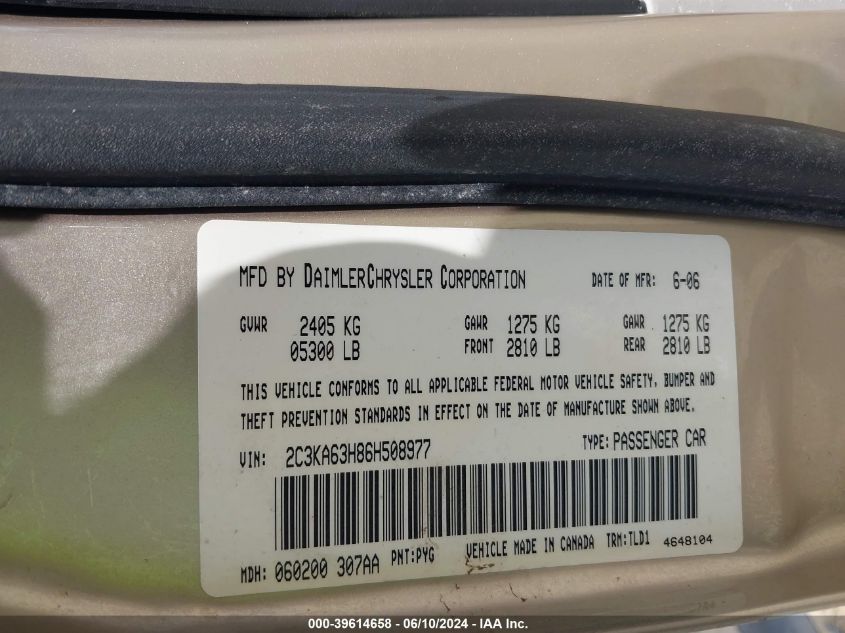 MFD BY DAIMLERCHRYSLER CORPORATION DATE OF MFR: 6-06
GVWR 2405 KG GAWR 1275 KG GAWR 1275 KG
05300 LB FRONT 2810 LB REAR 2810 LB
THIS VEHICLE CONFORMS TO ALL APPLICABLE FEDERAL MOTOR VEHICLE SAFETY, BUMPER AND
THEFT PREVENTION STANDARDS IN EFFECT ON THE DATE OF MANUFACTURE SHOWN ABOVE.
VIN: 2C3KA63H86H508977 TYPE: PASSENGER CAR
MDH: 060200 307AA PNT:PYG VEHICLE MADE IN CANADA TRM:TLD1 4648104
000-39614658 - 06/10/2024 - IAA Inc.